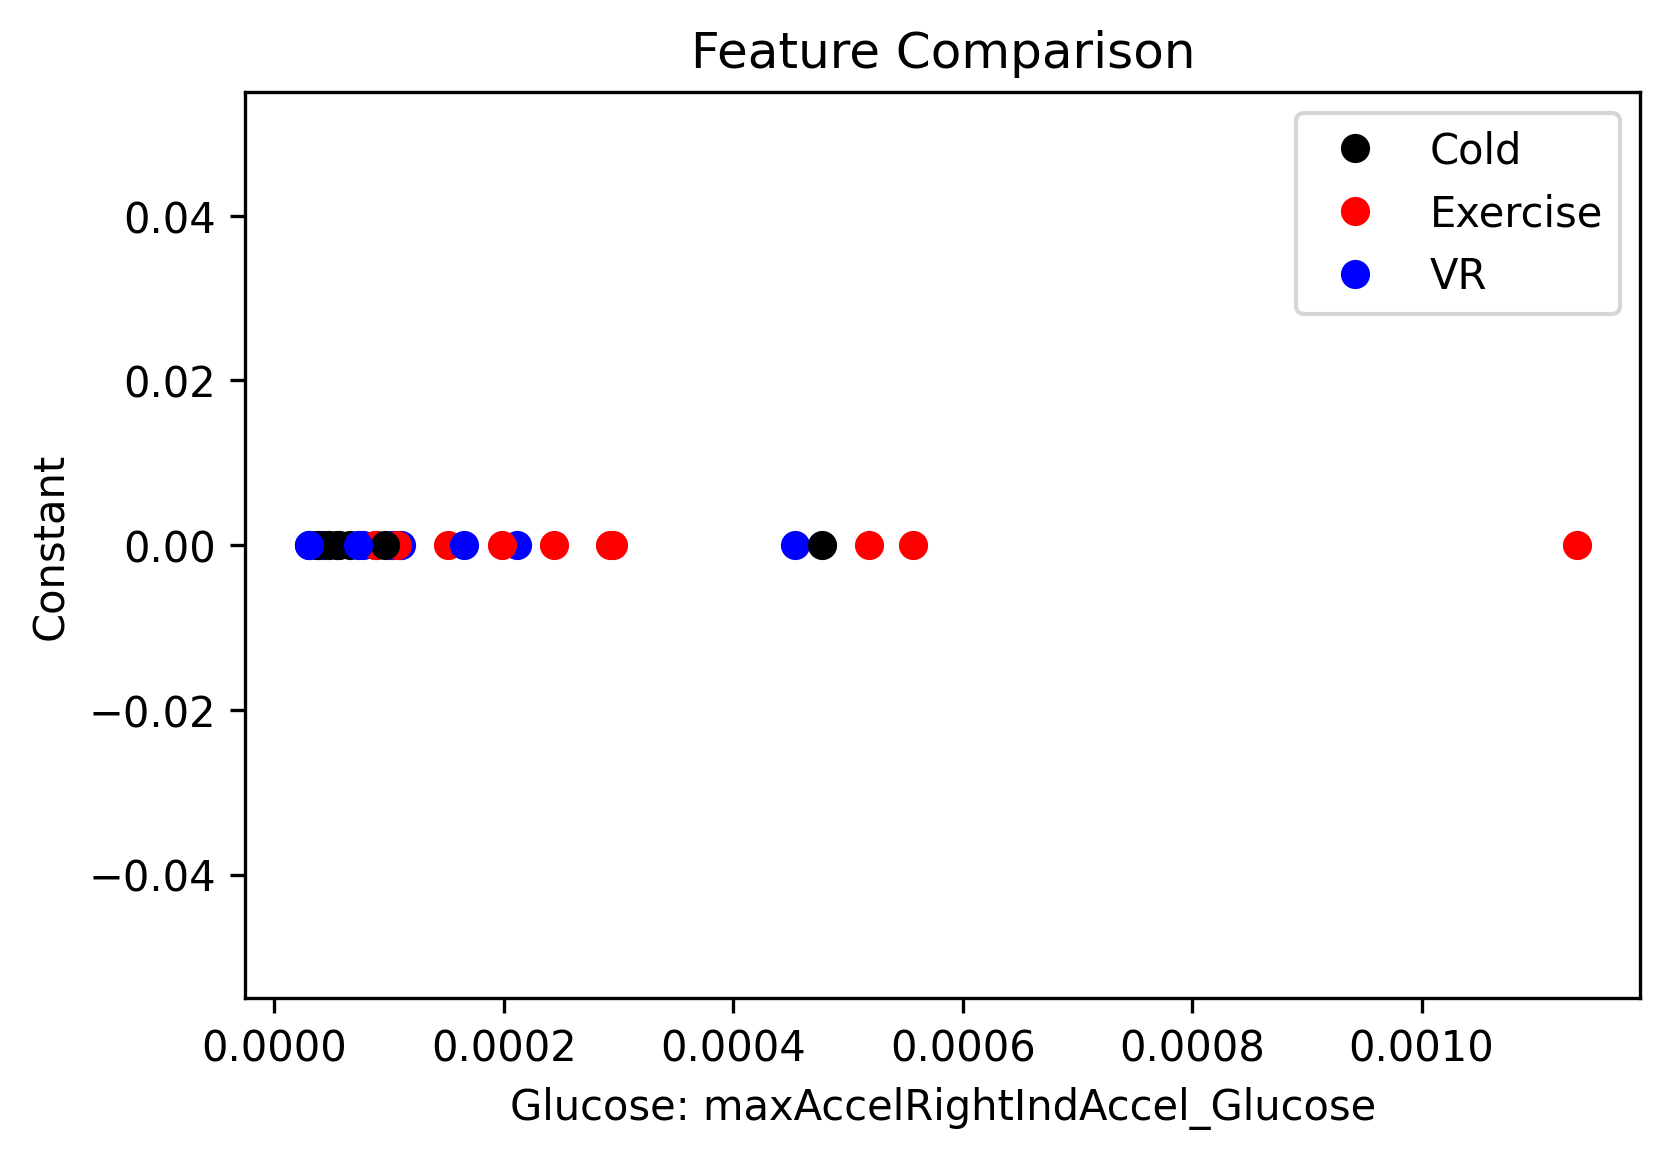 Feature Comparison
Cold
Exercise
VR
Constant
0.04
0.02
0.00
−0.02
−0.04
0.0000 0.0002 0.0004 0.0006 0.0008 0.0010
Glucose: maxAccelRightIndAccel_Glucose